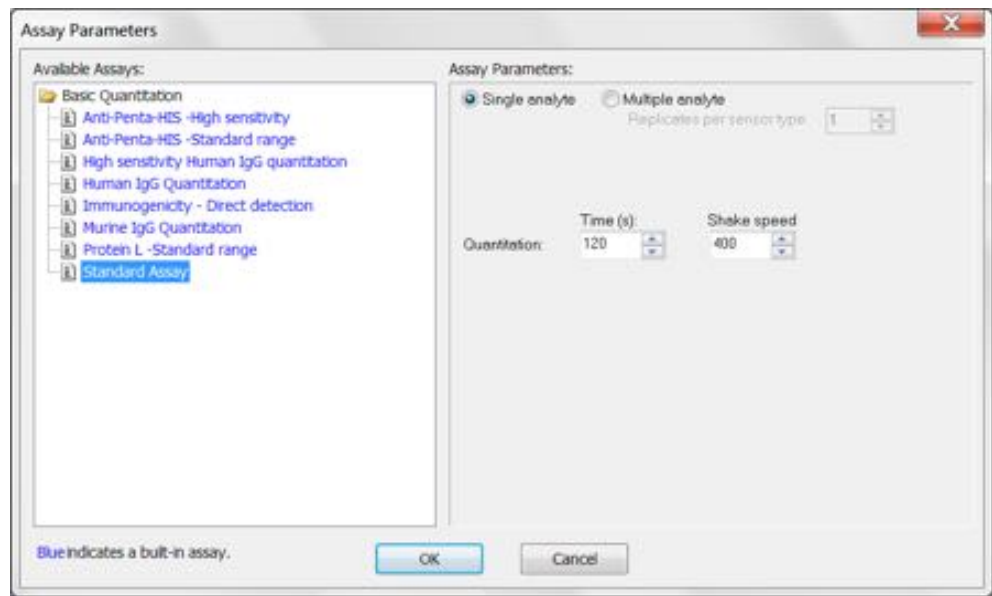 Assay Parameters
Available Assays:
Basic Quantitation
Anti-Penta-HIS -High sensitivity
Anti-Penta-HIS -Standard range
High sensitivity Human IgG quantitation
Human IgG Quantitation
Immunogenicity - Direct detection
Murine IgG Quantitation
Protein L -Standard range
Standard Assay
Blue indicates a built-in assay.
Assay Parameters:
Single analyte Multiple analyte
Replicates per sensor type 1
Time (s): Shake speed
Quantitation: 120 400
OK Cancel